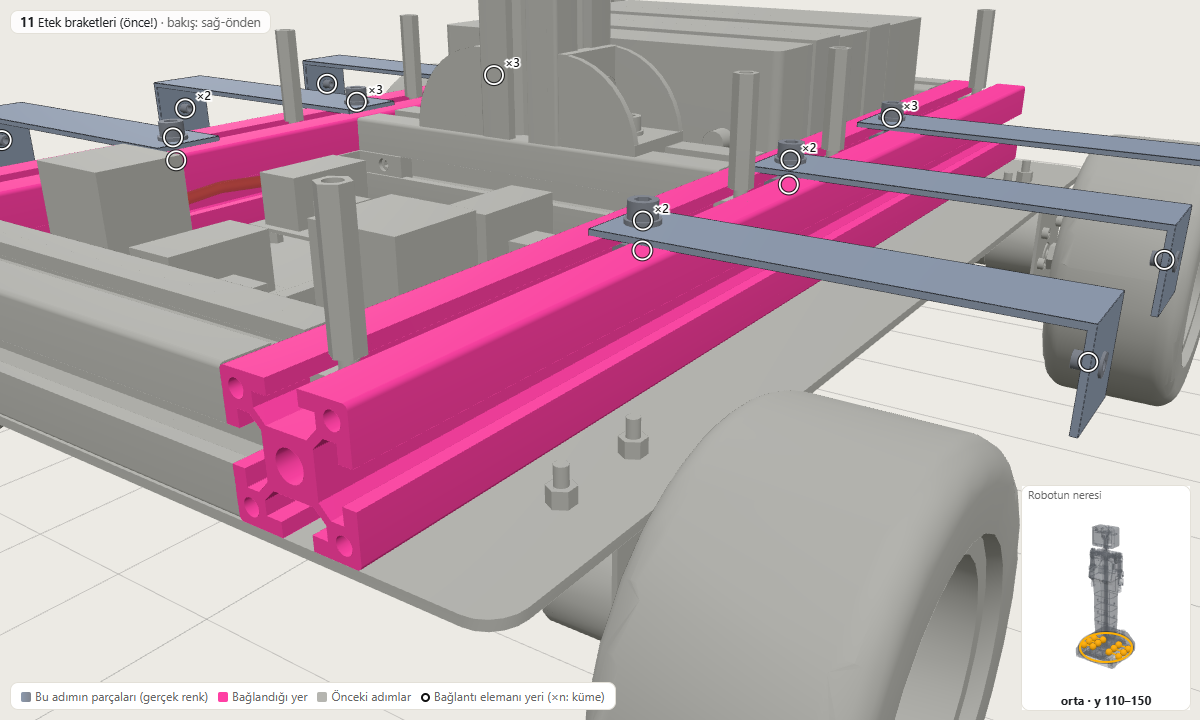 11 Etek braketleri (önce!) · bakış: sağ-önden
×3
×3
×2
×3
×2
×2
Robotun neresi
orta · y 110–150
Bu adımın parçaları (gerçek renk)
Bağlandığı yer
Önceki adımlar
Bağlantı elemanı yeri (×n: küme)